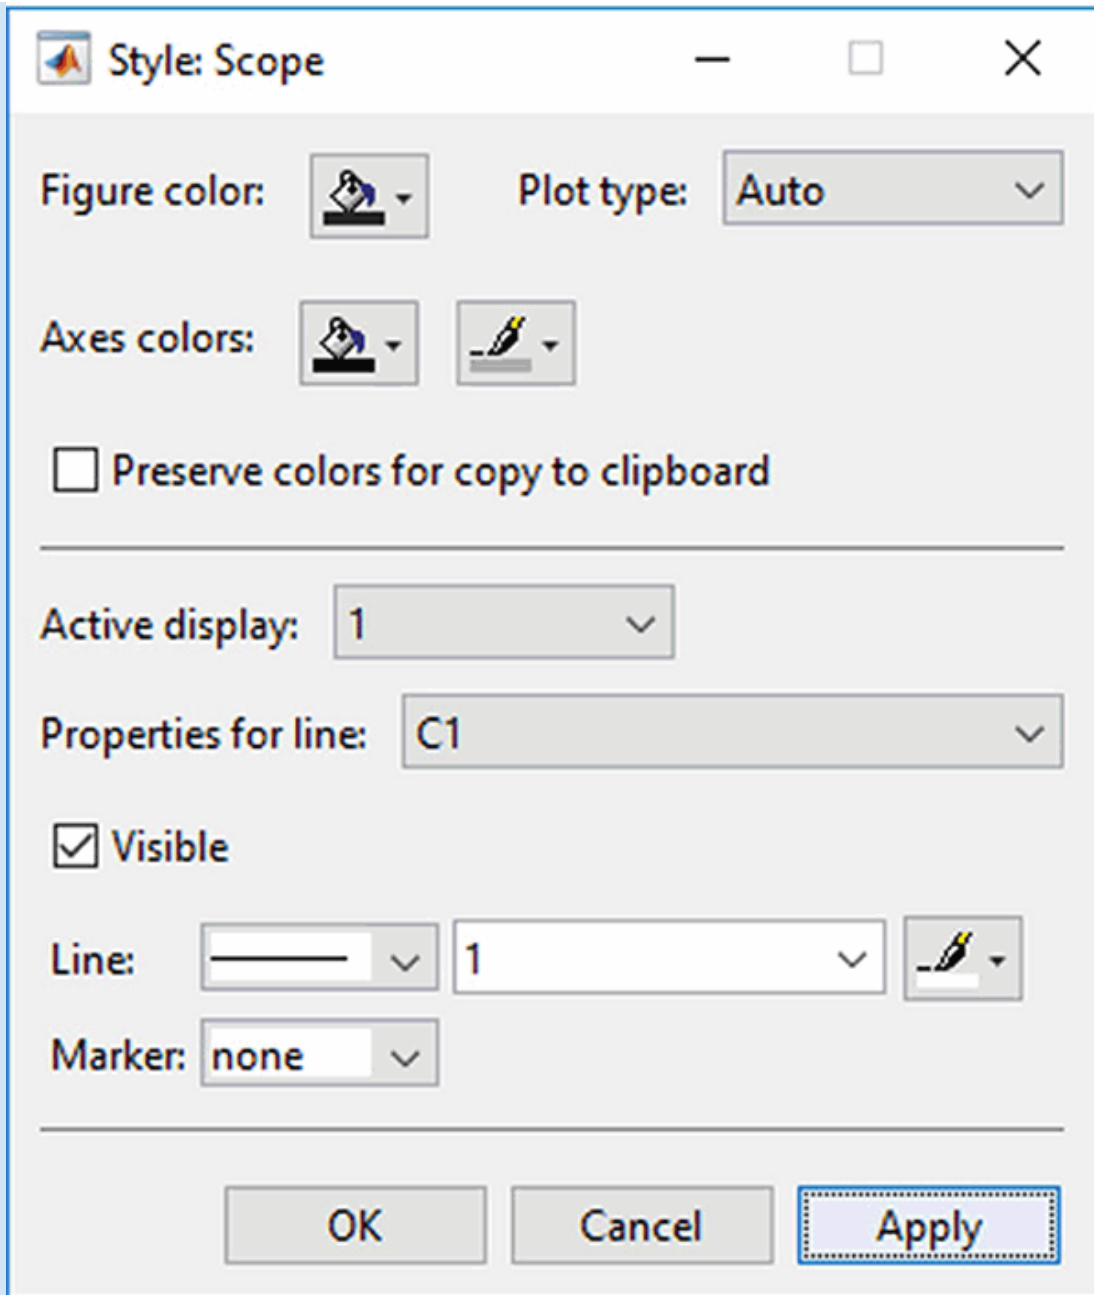 Style: Scope
Figure color:
Plot type: Auto
Axes colors:
Preserve colors for copy to clipboard
Active display: 1
Properties for line: C1
Visible
Line: 1
Marker: none
OK Cancel Apply